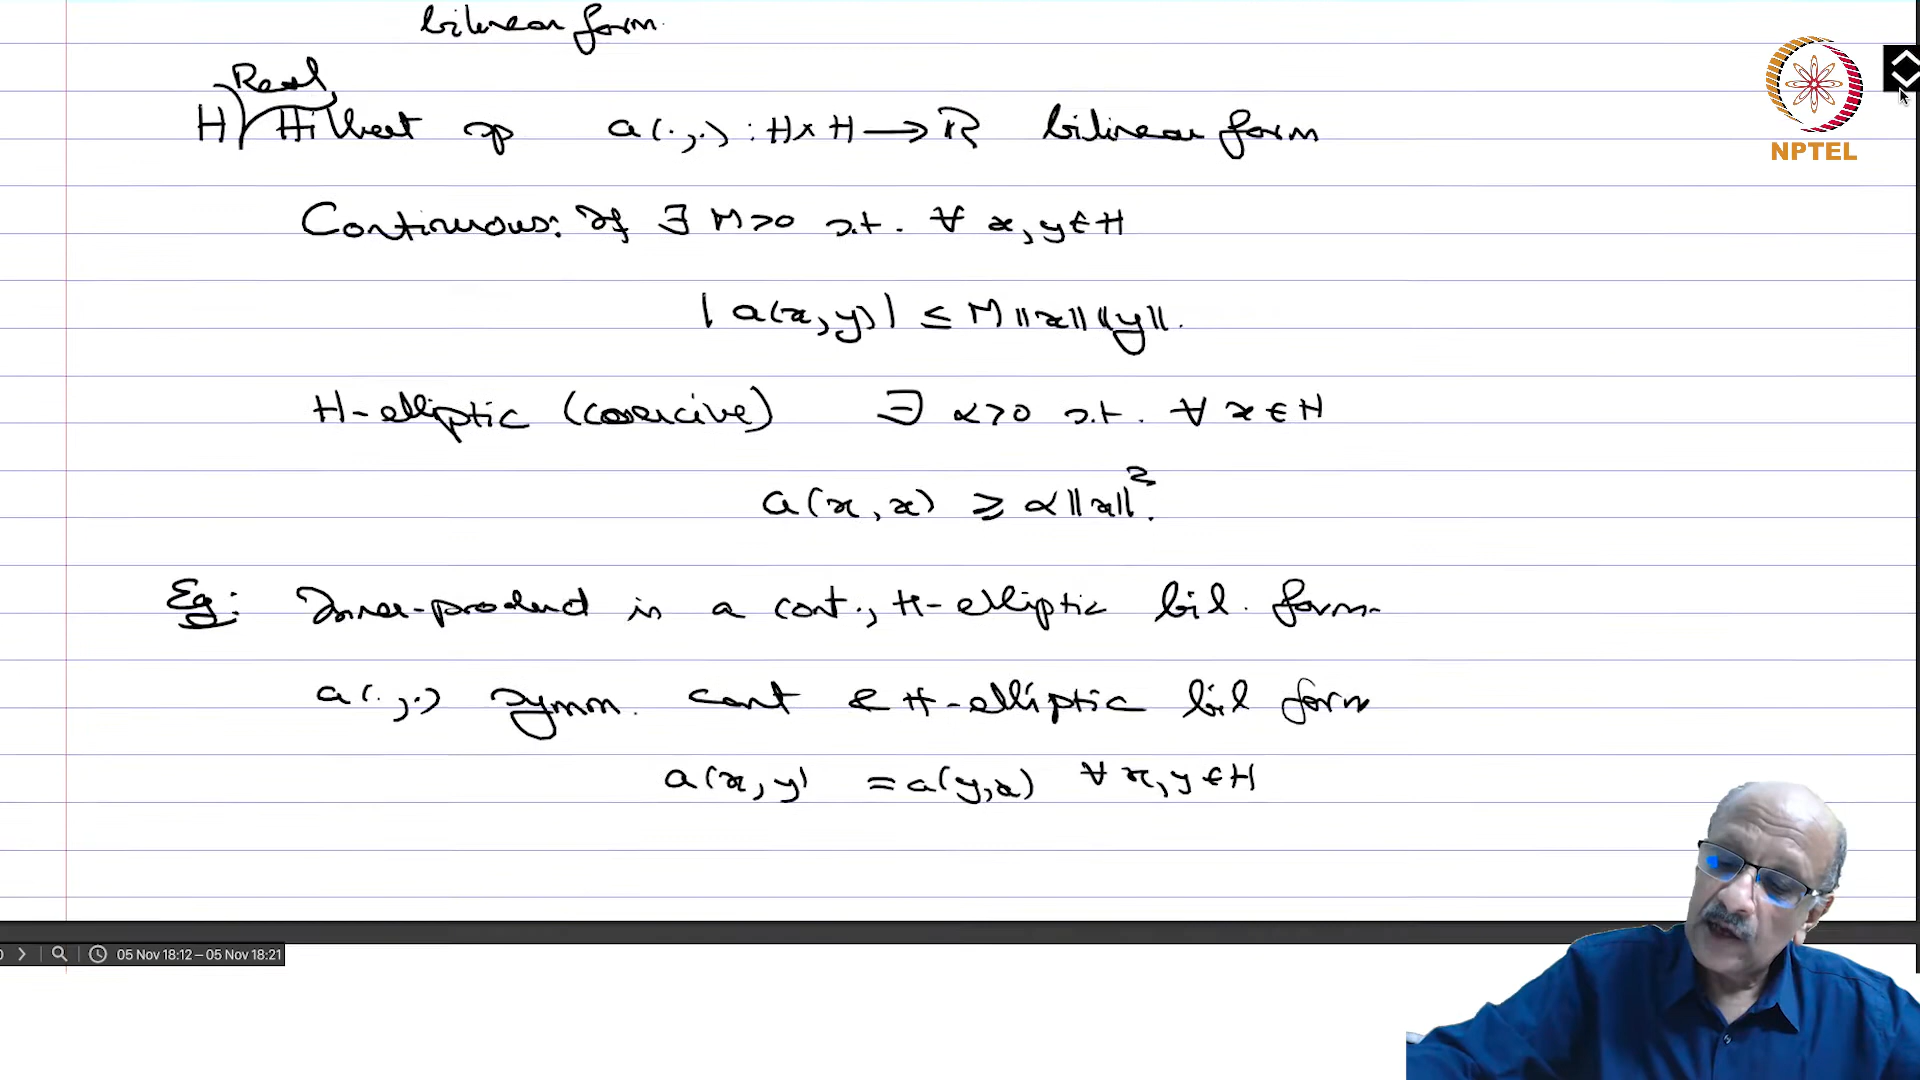 bilinear form.
Real
H Hilbert sp a(.,.) : H×H → ℝ bilinear form
NPTEL
Continuous: If ∃ M>0 s.t. ∀ x, y ∈ H
|a(x,y)| ≤ M ||x|| ||y||.
H-elliptic (coercive) ∃ α>0 s.t. ∀ x ∈ H
a(x,x) ≥ α||x||².
Eg: Inner-product is a cont., H-elliptic bil. form.
a(.,.) symm. cont & H-elliptic bil form
a(x,y) = a(y,x) ∀ x,y ∈ H
05 Nov 18:12 – 05 Nov 18:21